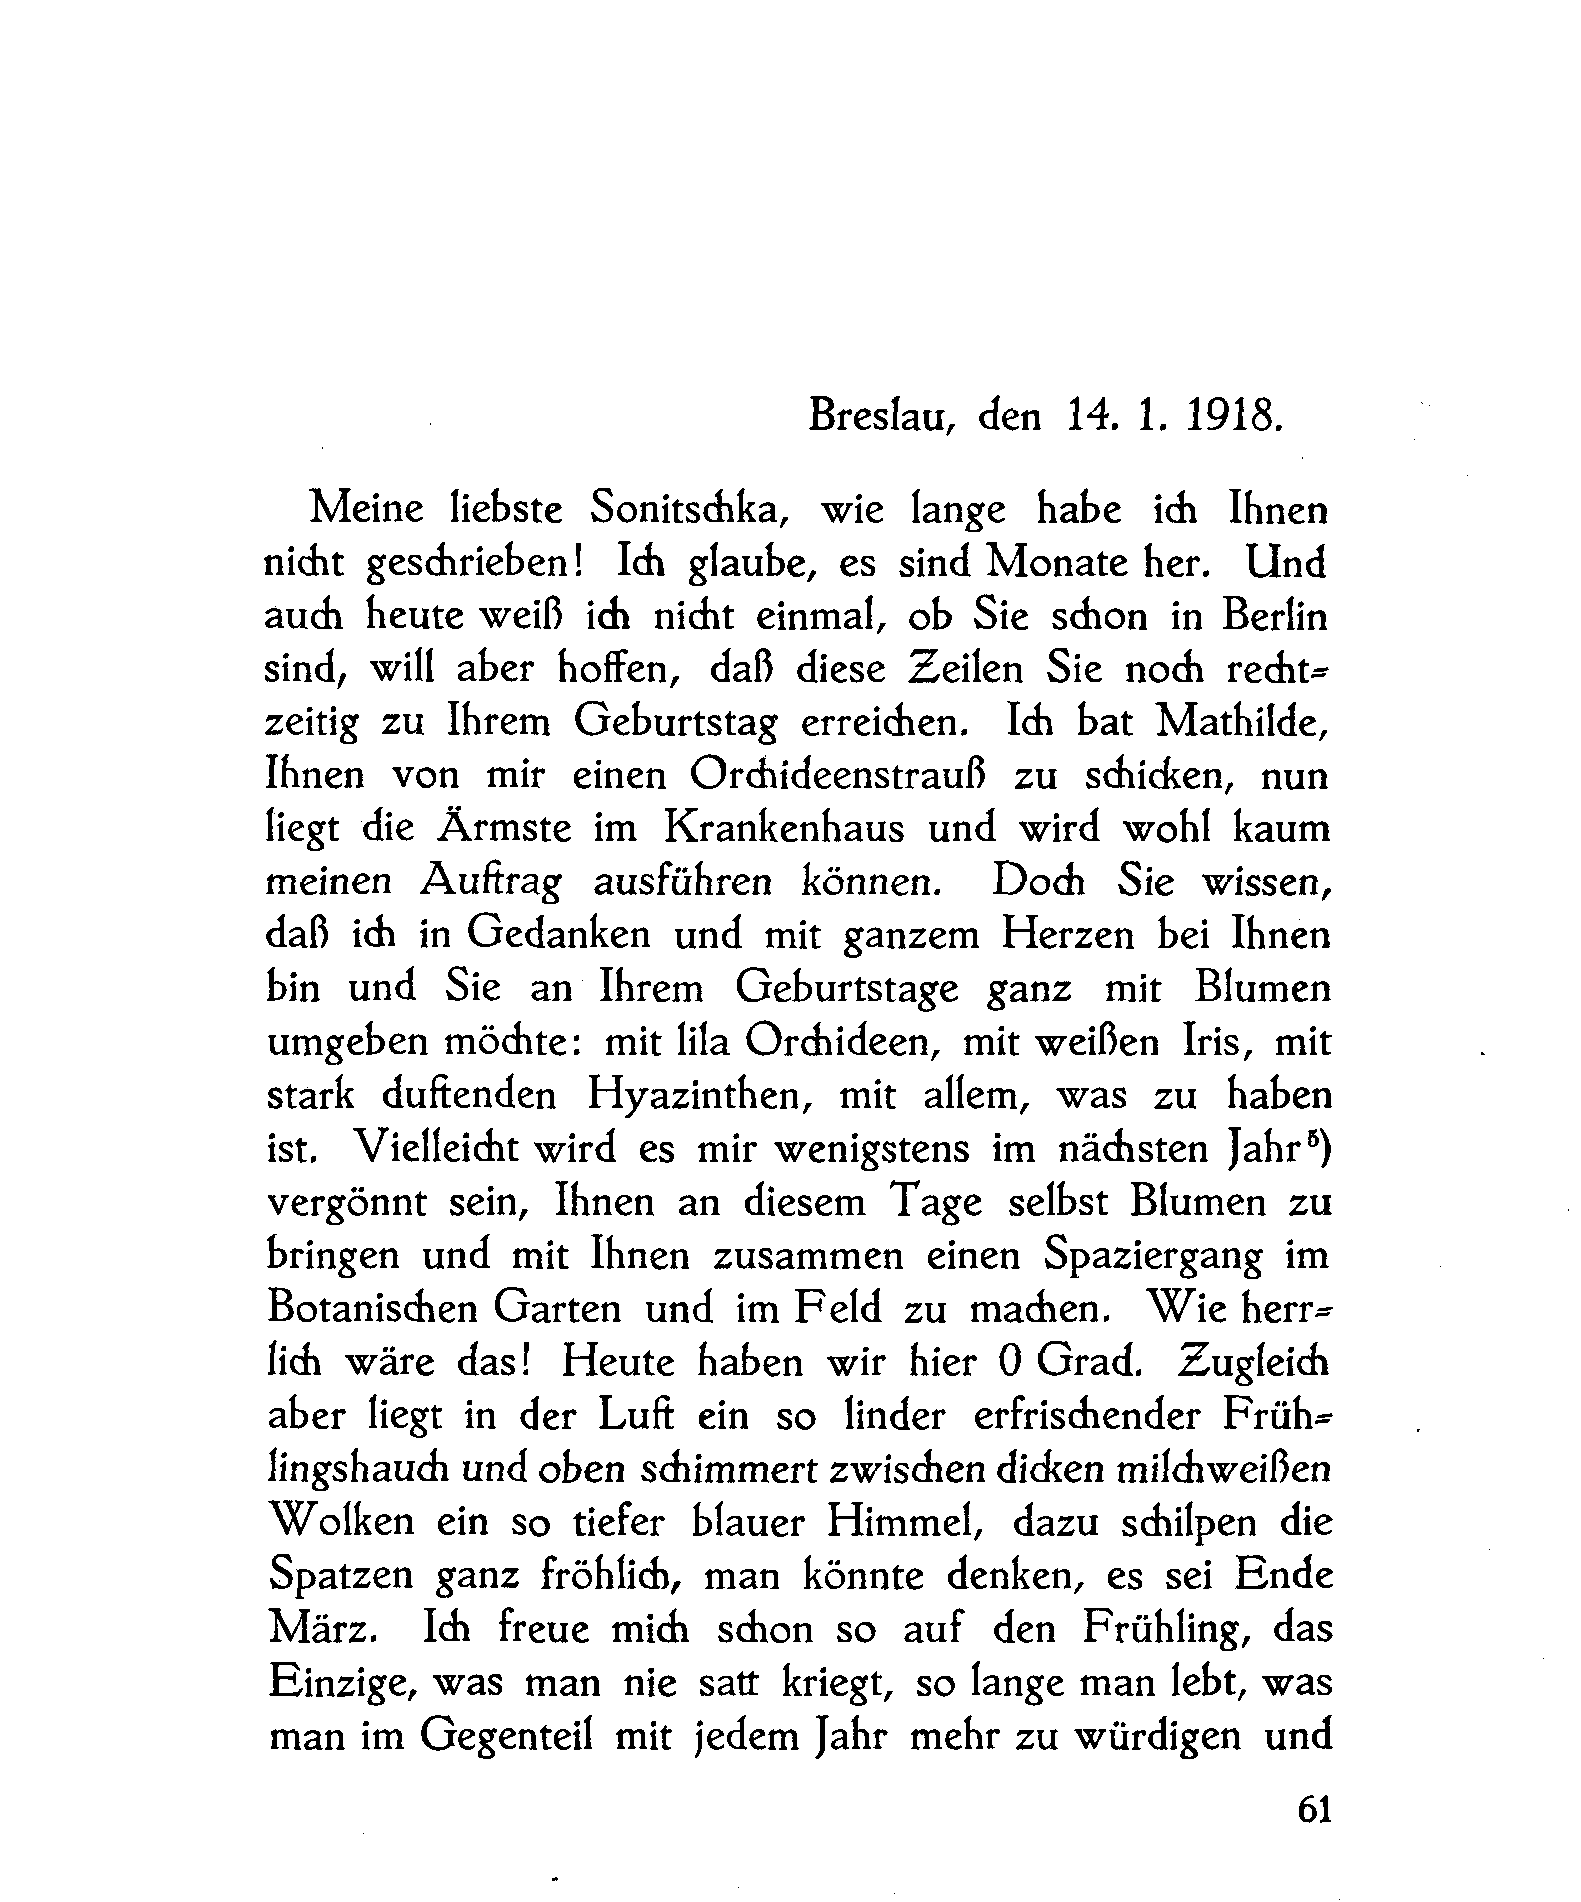 Breslau, den 14. 1. 1918.
Meine liebste Sonitschka, wie lange habe ich Ihnen
nicht geschrieben! Ich glaube, es sind Monate her. Und
auch heute weiß ich nicht einmal, ob Sie schon in Berlin
sind, will aber hoffen, daß diese Zeilen Sie noch recht-
zeitig zu Ihrem Geburtstag erreichen. Ich bat Mathilde,
Ihnen von mir einen Orchideenstrauß zu schicken, nun
liegt die Ärmste im Krankenhaus und wird wohl kaum
meinen Auftrag ausführen können. Doch Sie wissen,
daß ich in Gedanken und mit ganzem Herzen bei Ihnen
bin und Sie an Ihrem Geburtstage ganz mit Blumen
umgeben möchte: mit lila Orchideen, mit weißen Iris, mit
stark duftenden Hyazinthen, mit allem, was zu haben
ist. Vielleicht wird es mir wenigstens im nächsten Jahr⁵)
vergönnt sein, Ihnen an diesem Tage selbst Blumen zu
bringen und mit Ihnen zusammen einen Spaziergang im
Botanischen Garten und im Feld zu machen. Wie herr-
lich wäre das! Heute haben wir hier 0 Grad. Zugleich
aber liegt in der Luft ein so linder erfrischender Früh-
lingshauch und oben schimmert zwischen dicken milchweißen
Wolken ein so tiefer blauer Himmel, dazu schilpen die
Spatzen ganz fröhlich, man könnte denken, es sei Ende
März. Ich freue mich schon so auf den Frühling, das
Einzige, was man nie satt kriegt, so lange man lebt, was
man im Gegenteil mit jedem Jahr mehr zu würdigen und
61